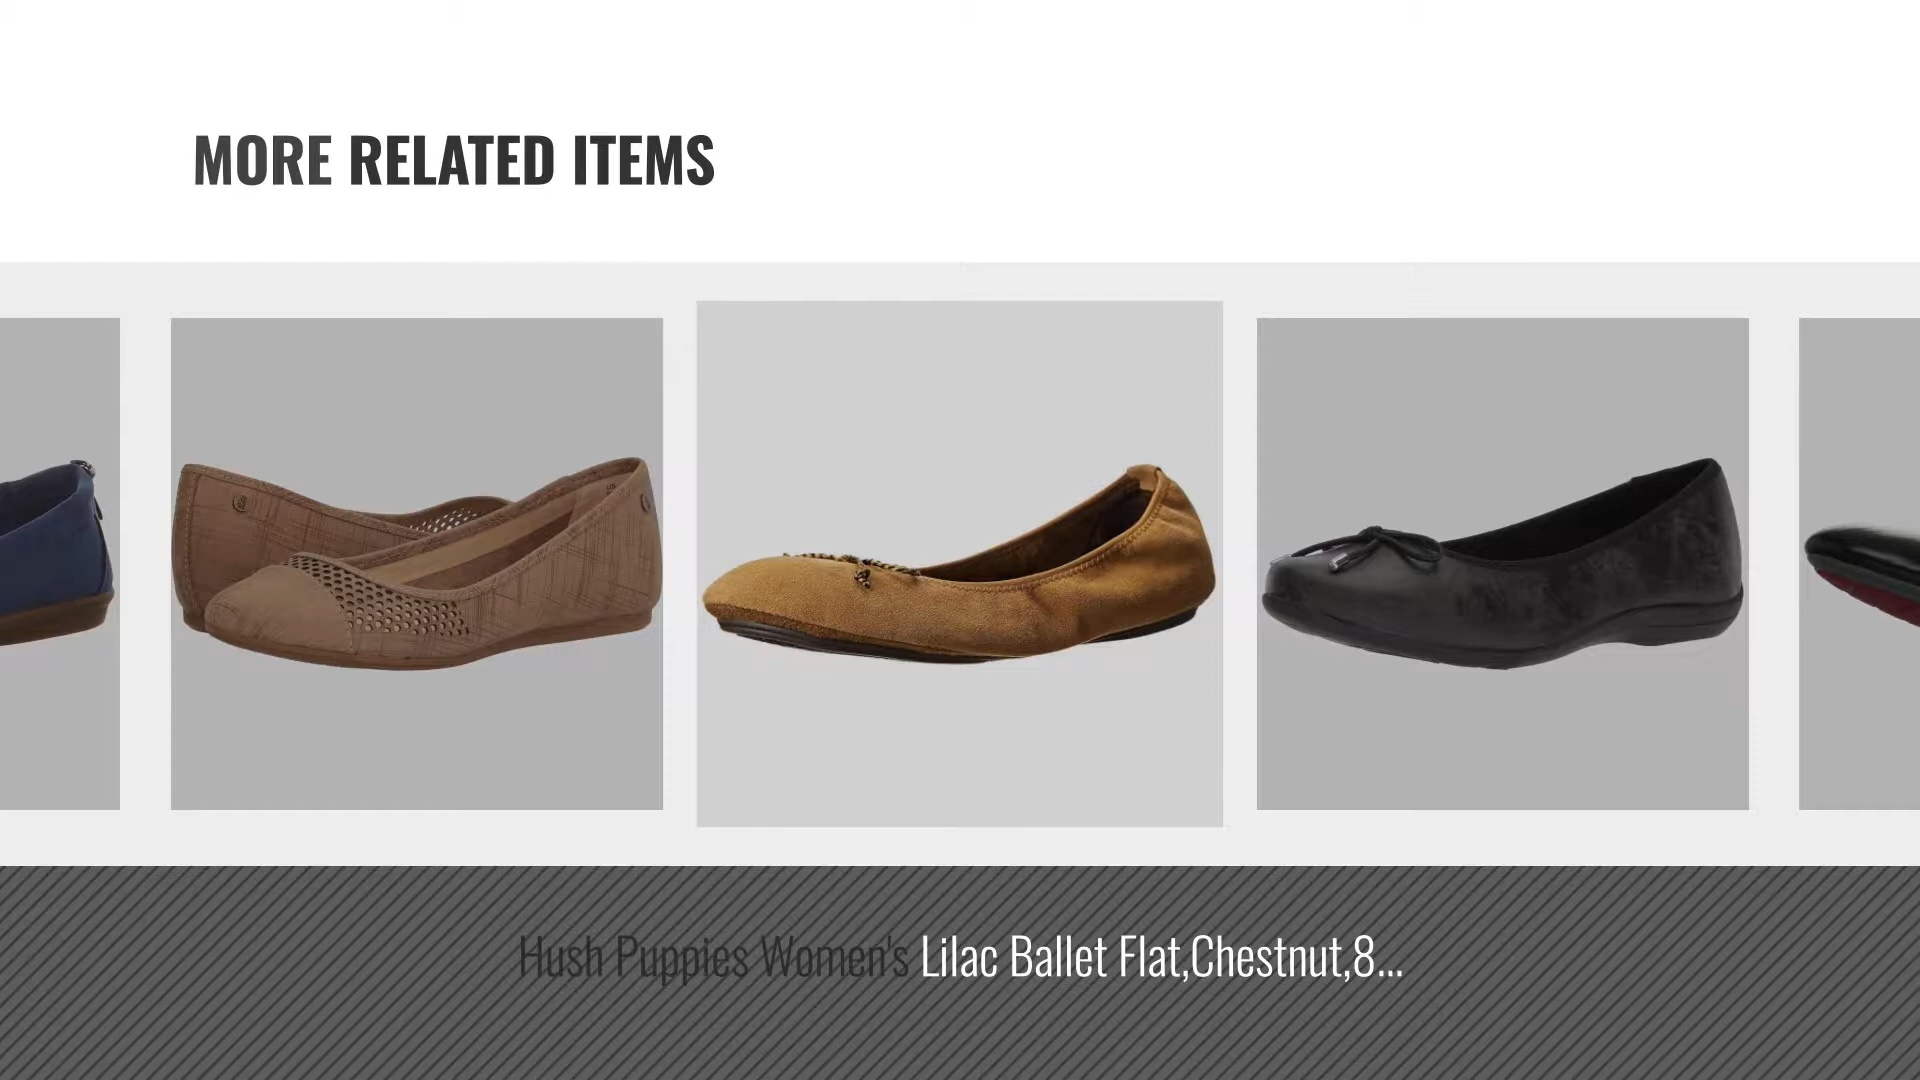 MORE RELATED ITEMS
Hush Puppies Women's Lilac Ballet Flat,Chestnut,8...